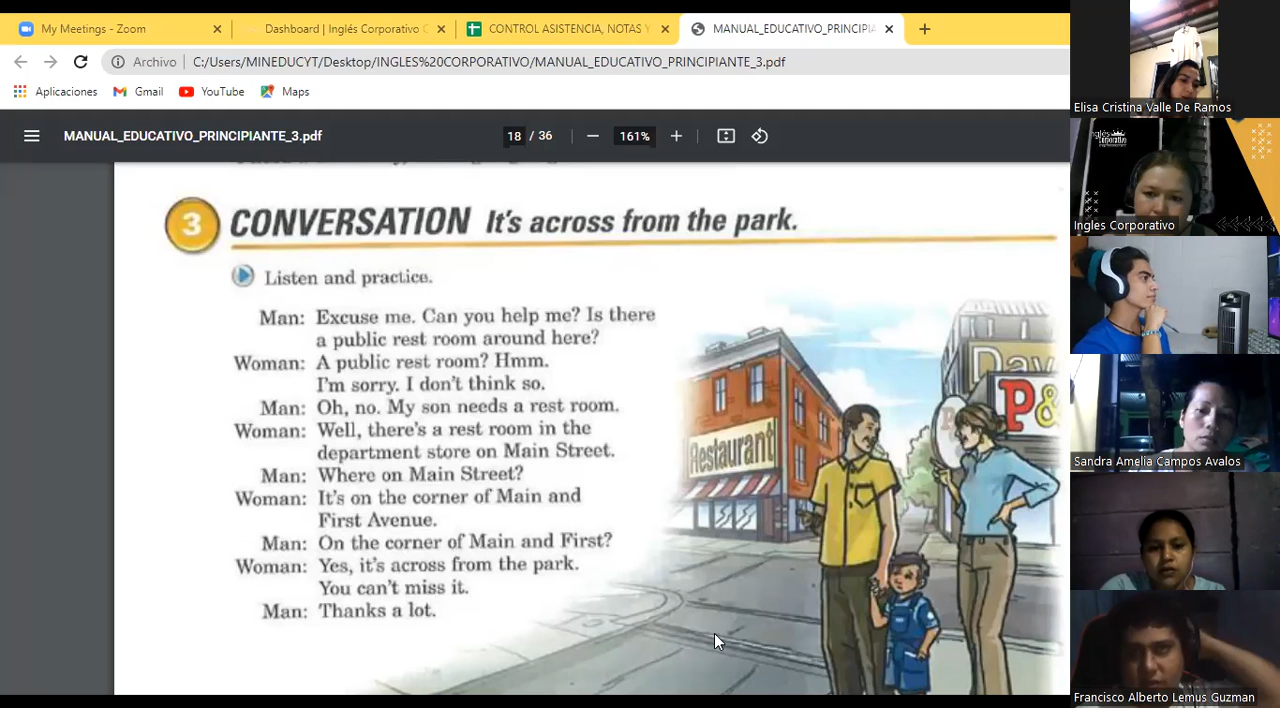 My Meetings - Zoom
Dashboard | Inglés Corporativo
CONTROL ASISTENCIA, NOTAS Y
MANUAL_EDUCATIVO_PRINCIPIA
Archivo | C:/Users/MINEDUCYT/Desktop/INGLES%20CORPORATIVO/MANUAL_EDUCATIVO_PRINCIPIANTE_3.pdf
Aplicaciones Gmail YouTube Maps
MANUAL_EDUCATIVO_PRINCIPIANTE_3.pdf 18 / 36 161%
3 CONVERSATION It's across from the park.
Listen and practice.
Man: Excuse me. Can you help me? Is there
a public rest room around here?
Woman: A public rest room? Hmm.
I'm sorry. I don't think so.
Man: Oh, no. My son needs a rest room.
Woman: Well, there's a rest room in the
department store on Main Street.
Man: Where on Main Street?
Woman: It's on the corner of Main and
First Avenue.
Man: On the corner of Main and First?
Woman: Yes, it's across from the park.
You can't miss it.
Man: Thanks a lot.
Restaurant
Dav
P&
Elisa Cristina Valle De Ramos
Inglés
Corporativo
Ingles Corporativo
Sandra Amelia Campos Avalos
Francisco Alberto Lemus Guzman